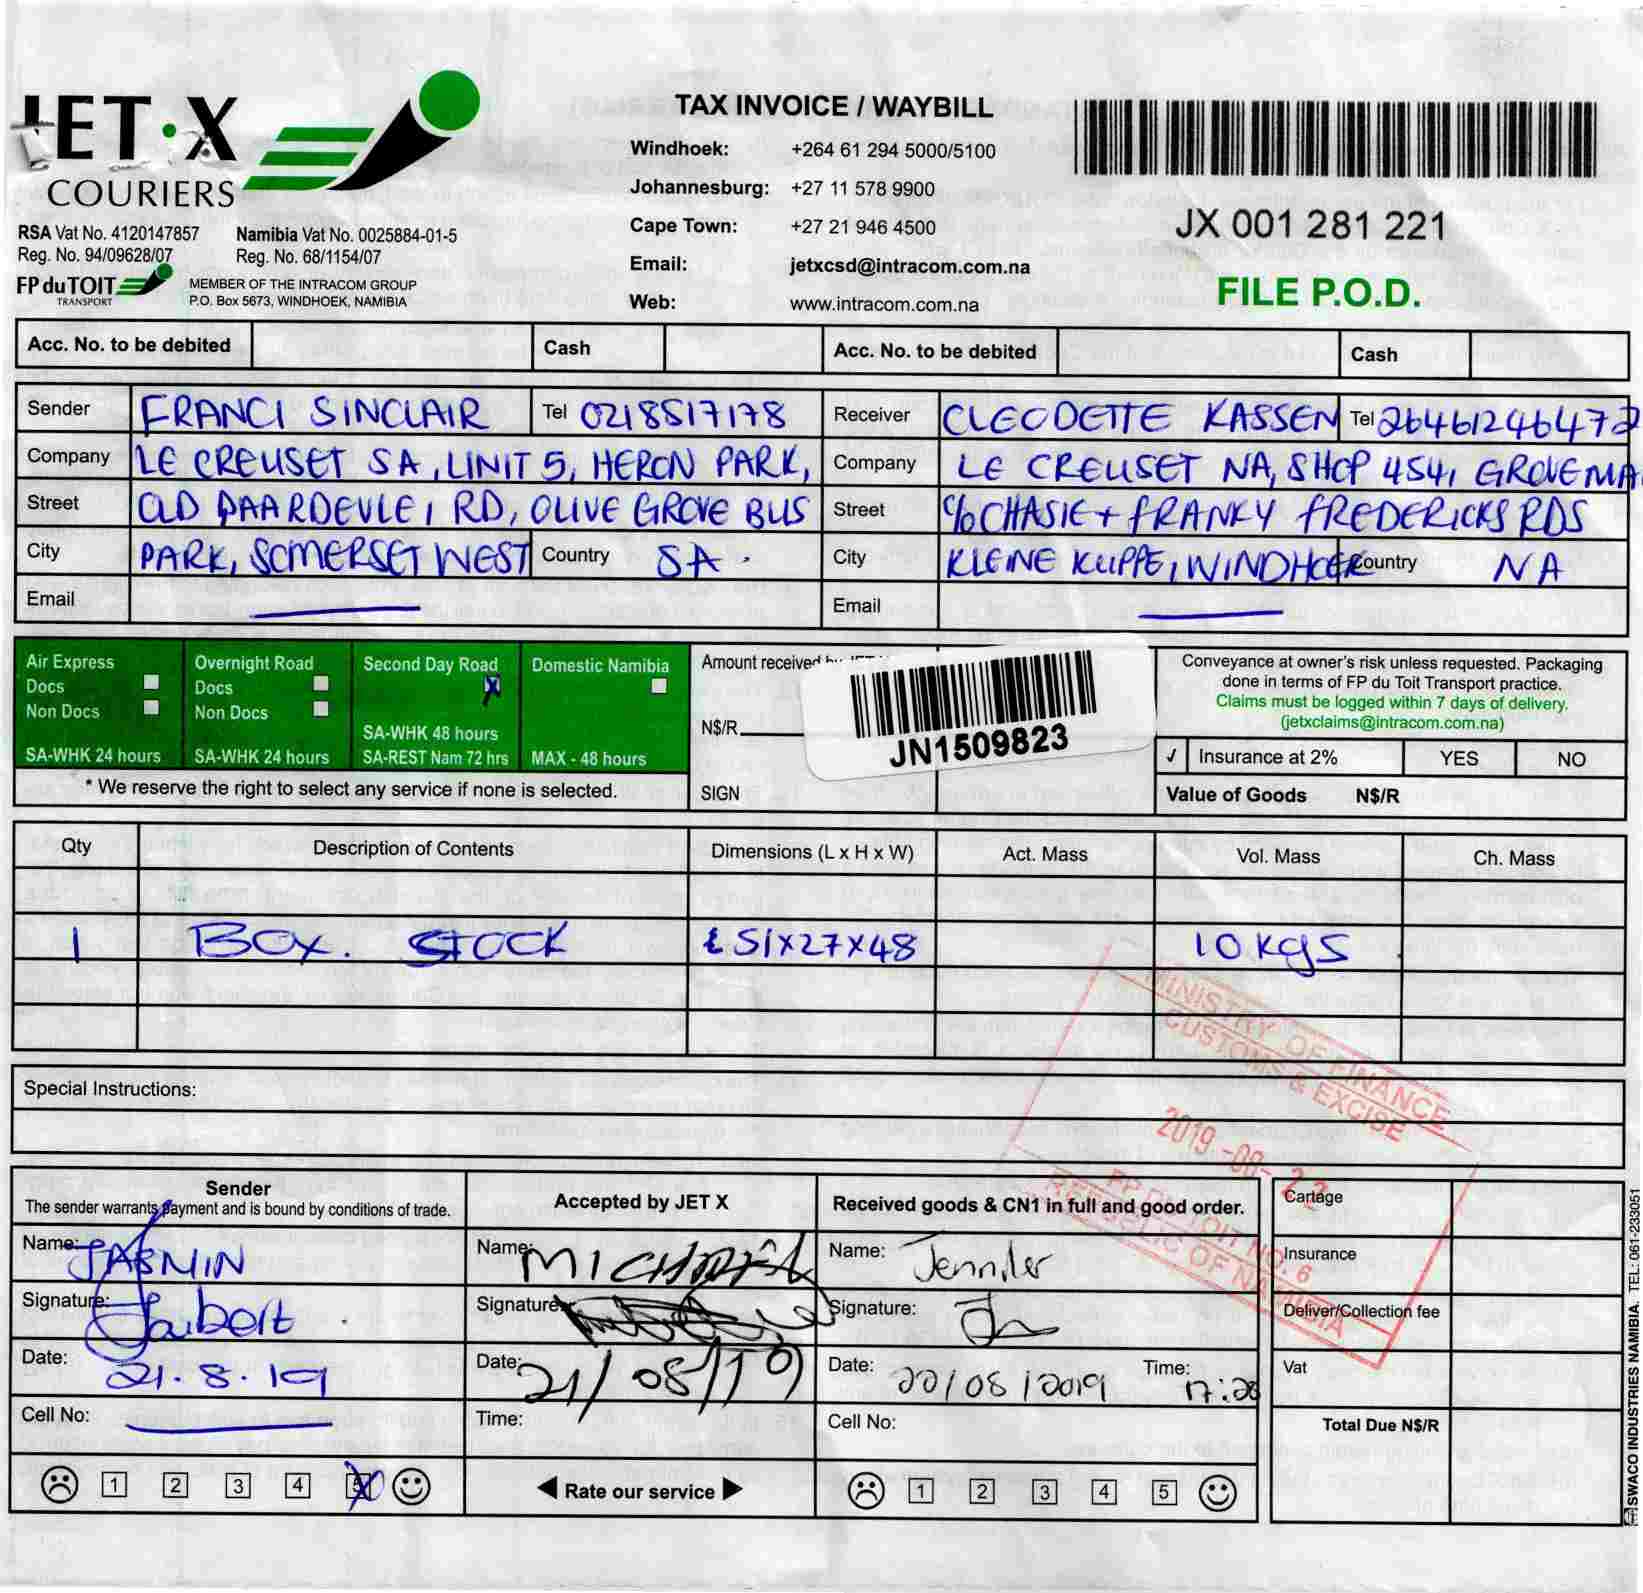 JET·X
COURIERS
RSA Vat No. 4120147857
Reg. No. 94/09628/07
Namibia Vat No. 0025884-01-5
Reg. No. 68/1154/07
FP du TOIT
TRANSPORT
MEMBER OF THE INTRACOM GROUP
P.O. Box 5673, WINDHOEK, NAMIBIA
TAX INVOICE / WAYBILL
Windhoek: +264 61 294 5000/5100
Johannesburg: +27 11 578 9900
Cape Town: +27 21 946 4500
Email: jetxcsd@intracom.com.na
Web: www.intracom.com.na
JX 001 281 221
FILE P.O.D.
Acc. No. to be debited Cash Acc. No. to be debited Cash
Sender FRANCI SINCLAIR Tel 0218517178
Company LE CREUSET SA, UNIT 5, HERON PARK,
Street OLD PAARDEVLEI RD, OLIVE GROVE BUS
City PARK, SOMERSET WEST Country SA
Email
Receiver CLEODETTE KASSEN Tel 26461246472
Company LE CREUSET NA, SHOP 454, GROVE MA
Street C/O CHASIE + FRANKY FREDERICKS RDS
City KLEINE KUPPE, WINDHOEK Country NA
Email
Air Express
Docs
Non Docs
SA-WHK 24 hours
Overnight Road
Docs
Non Docs
SA-WHK 24 hours
Second Day Road
X
SA-WHK 48 hours
SA-REST Nam 72 hrs
Domestic Namibia
MAX - 48 hours
* We reserve the right to select any service if none is selected.
Amount received
N$/R
SIGN
JN1509823
Conveyance at owner's risk unless requested. Packaging
done in terms of FP du Toit Transport practice.
Claims must be logged within 7 days of delivery.
(jetxclaims@intracom.com.na)
✓ Insurance at 2% YES NO
Value of Goods N$/R
Qty Description of Contents Dimensions (L x H x W) Act. Mass Vol. Mass Ch. Mass
1 BOX. STOCK 51x27x48 10 kgs
Special Instructions:
MINISTRY OF FINANCE
CUSTOMS & EXCISE
2019-08-22
FP DU TOIT NO. 6
REPUBLIC OF NAMIBIA
Sender
The sender warrants payment and is bound by conditions of trade.
Name: JASMIN
Signature: Joubert
Date: 21.8.19
Cell No:
1 2 3 4 5
Accepted by JET X
Name: MICHAEL
Signature:
Date: 21/08/19
Time:
Rate our service
Received goods & CN1 in full and good order.
Name: Jennifer
Signature:
Date: 22/08/2019 Time: 17:28
Cell No:
1 2 3 4 5
Cartage
Insurance
Deliver/Collection fee
Vat
Total Due N$/R
SWACO INDUSTRIES NAMIBIA. TEL: 061-233051